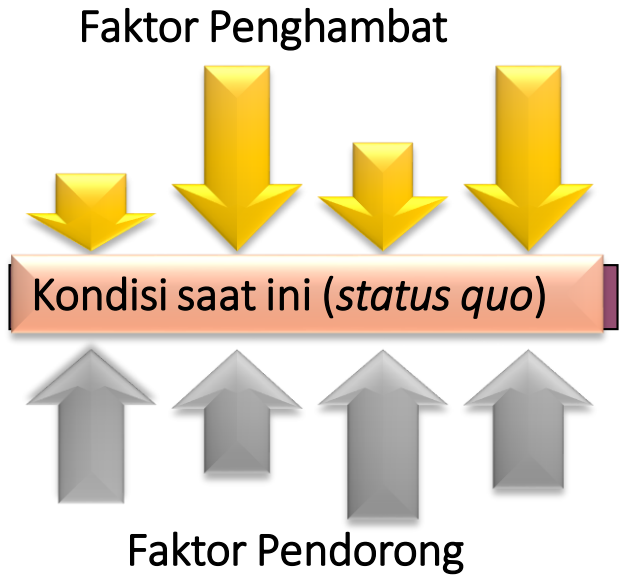 Faktor Penghambat
Kondisi saat ini (status quo)
Faktor Pendorong